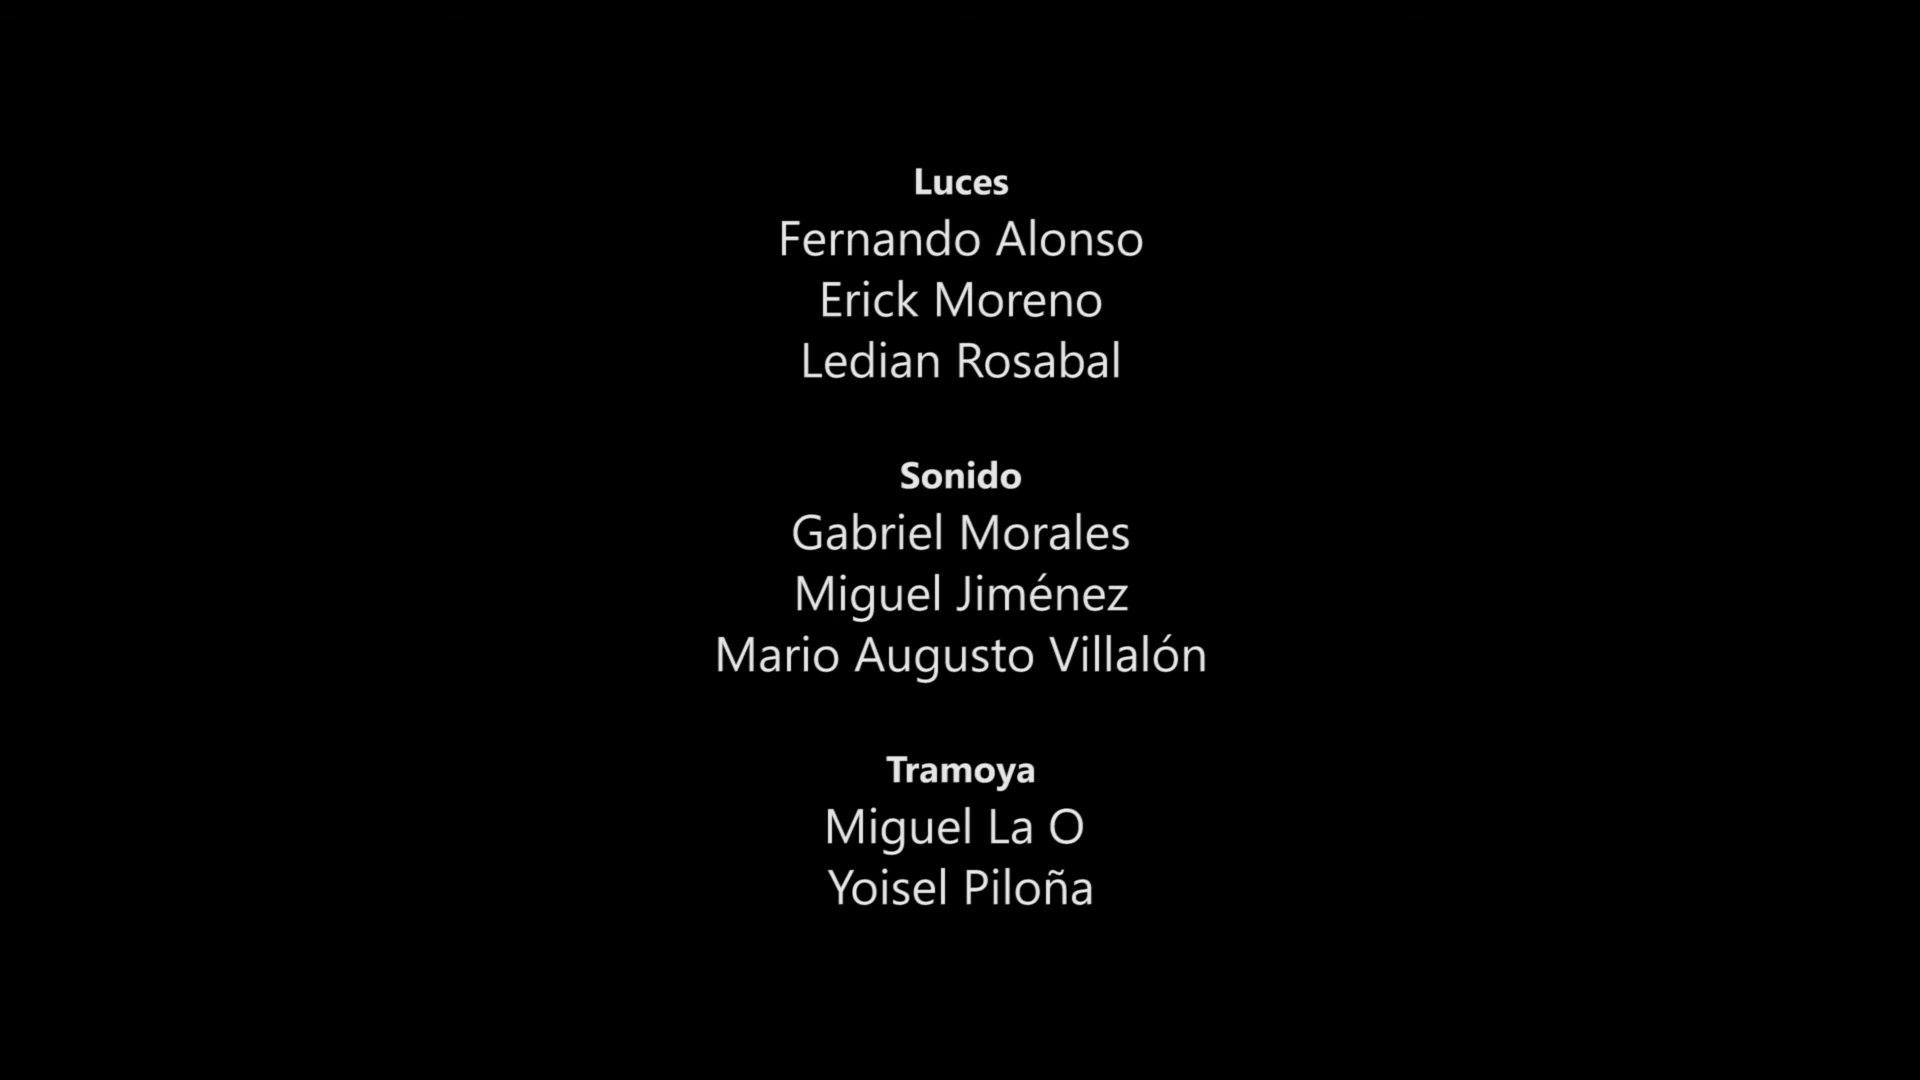 Luces
Fernando Alonso
Erick Moreno
Ledian Rosabal
Sonido
Gabriel Morales
Miguel Jiménez
Mario Augusto Villalón
Tramoya
Miguel La O
Yoisel Piloña